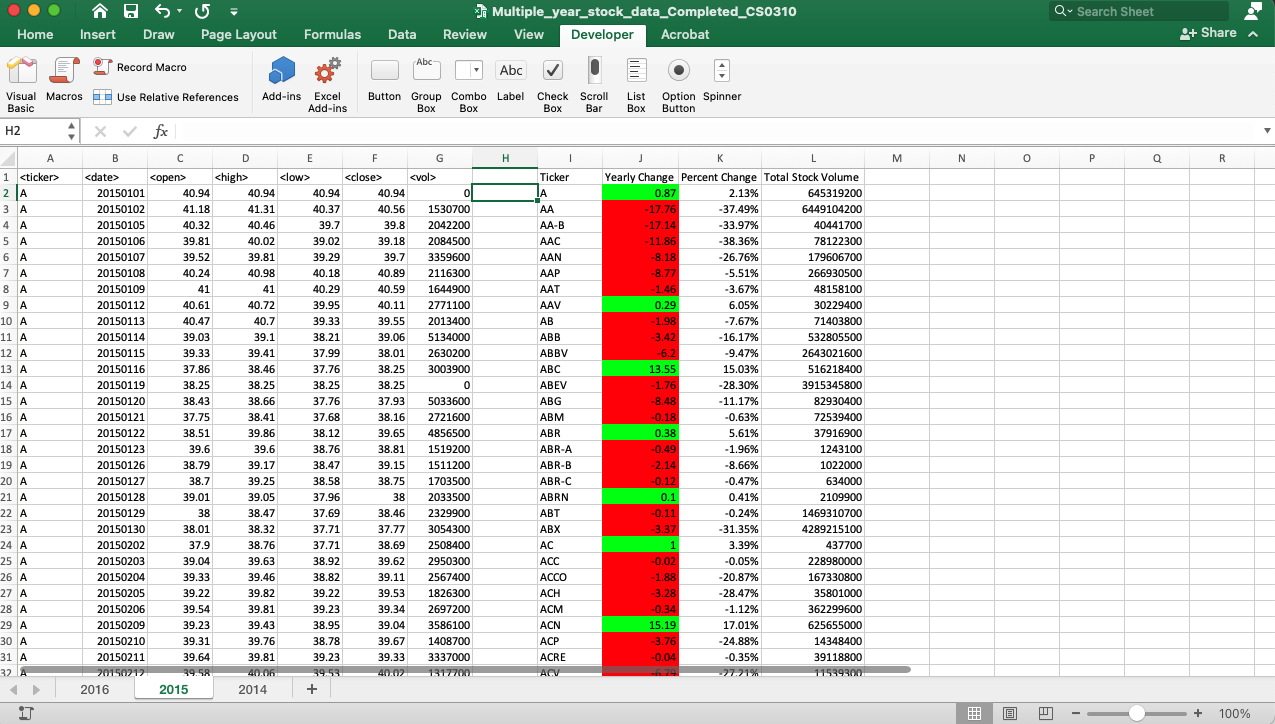 Multiple_year_stock_data_Completed_CS0310
Search Sheet
Home Insert Draw Page Layout Formulas Data Review View Developer Acrobat
Share
Visual Basic
Macros
Record Macro
Use Relative References
Add-ins
Excel Add-ins
Button
Abc
Group Box
Combo Box
Abc
Label
Check Box
Scroll Bar
List Box
Option Button
Spinner
H2
fx
A B C D E F G H I J K L M N O P Q R
1 <ticker> <date> <open> <high> <low> <close> <vol> Ticker Yearly Change Percent Change Total Stock Volume
2 A 20150101 40.94 40.94 40.94 40.94 0 A 0.87 2.13% 645319200
3 A 20150102 41.18 41.31 40.37 40.56 1530700 AA -17.76 -37.49% 6449104200
4 A 20150105 40.32 40.46 39.7 39.8 2042200 AA-B -17.14 -33.97% 40441700
5 A 20150106 39.81 40.02 39.02 39.18 2084500 AAC -11.86 -38.36% 78122300
6 A 20150107 39.52 39.81 39.29 39.7 3359600 AAN -8.18 -26.76% 179606700
7 A 20150108 40.24 40.98 40.18 40.89 2116300 AAP -8.77 -5.51% 266930500
8 A 20150109 41 41 40.29 40.59 1644900 AAT -1.46 -3.67% 48158100
9 A 20150112 40.61 40.72 39.95 40.11 2771100 AAV 0.29 6.05% 30229400
10 A 20150113 40.47 40.7 39.33 39.55 2013400 AB -1.98 -7.67% 71403800
11 A 20150114 39.03 39.1 38.21 39.06 5134000 ABB -3.42 -16.17% 532805500
12 A 20150115 39.33 39.41 37.99 38.01 2630200 ABBV -6.2 -9.47% 2643021600
13 A 20150116 37.86 38.46 37.76 38.25 3003900 ABC 13.55 15.03% 516218400
14 A 20150119 38.25 38.25 38.25 38.25 0 ABEV -1.76 -28.30% 3915345800
15 A 20150120 38.43 38.66 37.76 37.93 5033600 ABG -8.48 -11.17% 82930400
16 A 20150121 37.75 38.41 37.68 38.16 2721600 ABM -0.18 -0.63% 72539400
17 A 20150122 38.51 39.86 38.12 39.65 4856500 ABR 0.38 5.61% 37916900
18 A 20150123 39.6 39.6 38.76 38.81 1519200 ABR-A -0.49 -1.96% 1243100
19 A 20150126 38.79 39.17 38.47 39.15 1511200 ABR-B -2.14 -8.66% 1022000
20 A 20150127 38.7 39.25 38.58 38.75 1703500 ABR-C -0.12 -0.47% 634000
21 A 20150128 39.01 39.05 37.96 38 2033500 ABRN 0.1 0.41% 2109900
22 A 20150129 38 38.47 37.69 38.46 2329900 ABT -0.11 -0.24% 1469310700
23 A 20150130 38.01 38.32 37.71 37.77 3054300 ABX -3.37 -31.35% 4289215100
24 A 20150202 37.9 38.76 37.71 38.69 2508400 AC 1 3.39% 437700
25 A 20150203 39.04 39.63 38.92 39.62 2950300 ACC -0.02 -0.05% 228980000
26 A 20150204 39.33 39.46 38.82 39.11 2567400 ACCO -1.88 -20.87% 167330800
27 A 20150205 39.22 39.82 39.22 39.53 1826300 ACH -3.28 -28.47% 35801000
28 A 20150206 39.54 39.81 39.23 39.34 2697200 ACM -0.34 -1.12% 362299600
29 A 20150209 39.23 39.43 38.95 39.04 3586100 ACN 15.19 17.01% 625655000
30 A 20150210 39.31 39.76 38.78 39.67 1408700 ACP -3.76 -24.88% 14348400
31 A 20150211 39.64 39.81 39.23 39.33 3337000 ACRE -0.04 -0.35% 39118800
32 A 20150212 39.58 40.06 39.53 40.02 1317700 ACV -6.79 -27.21% 11539300
2016 2015 2014 +
100%